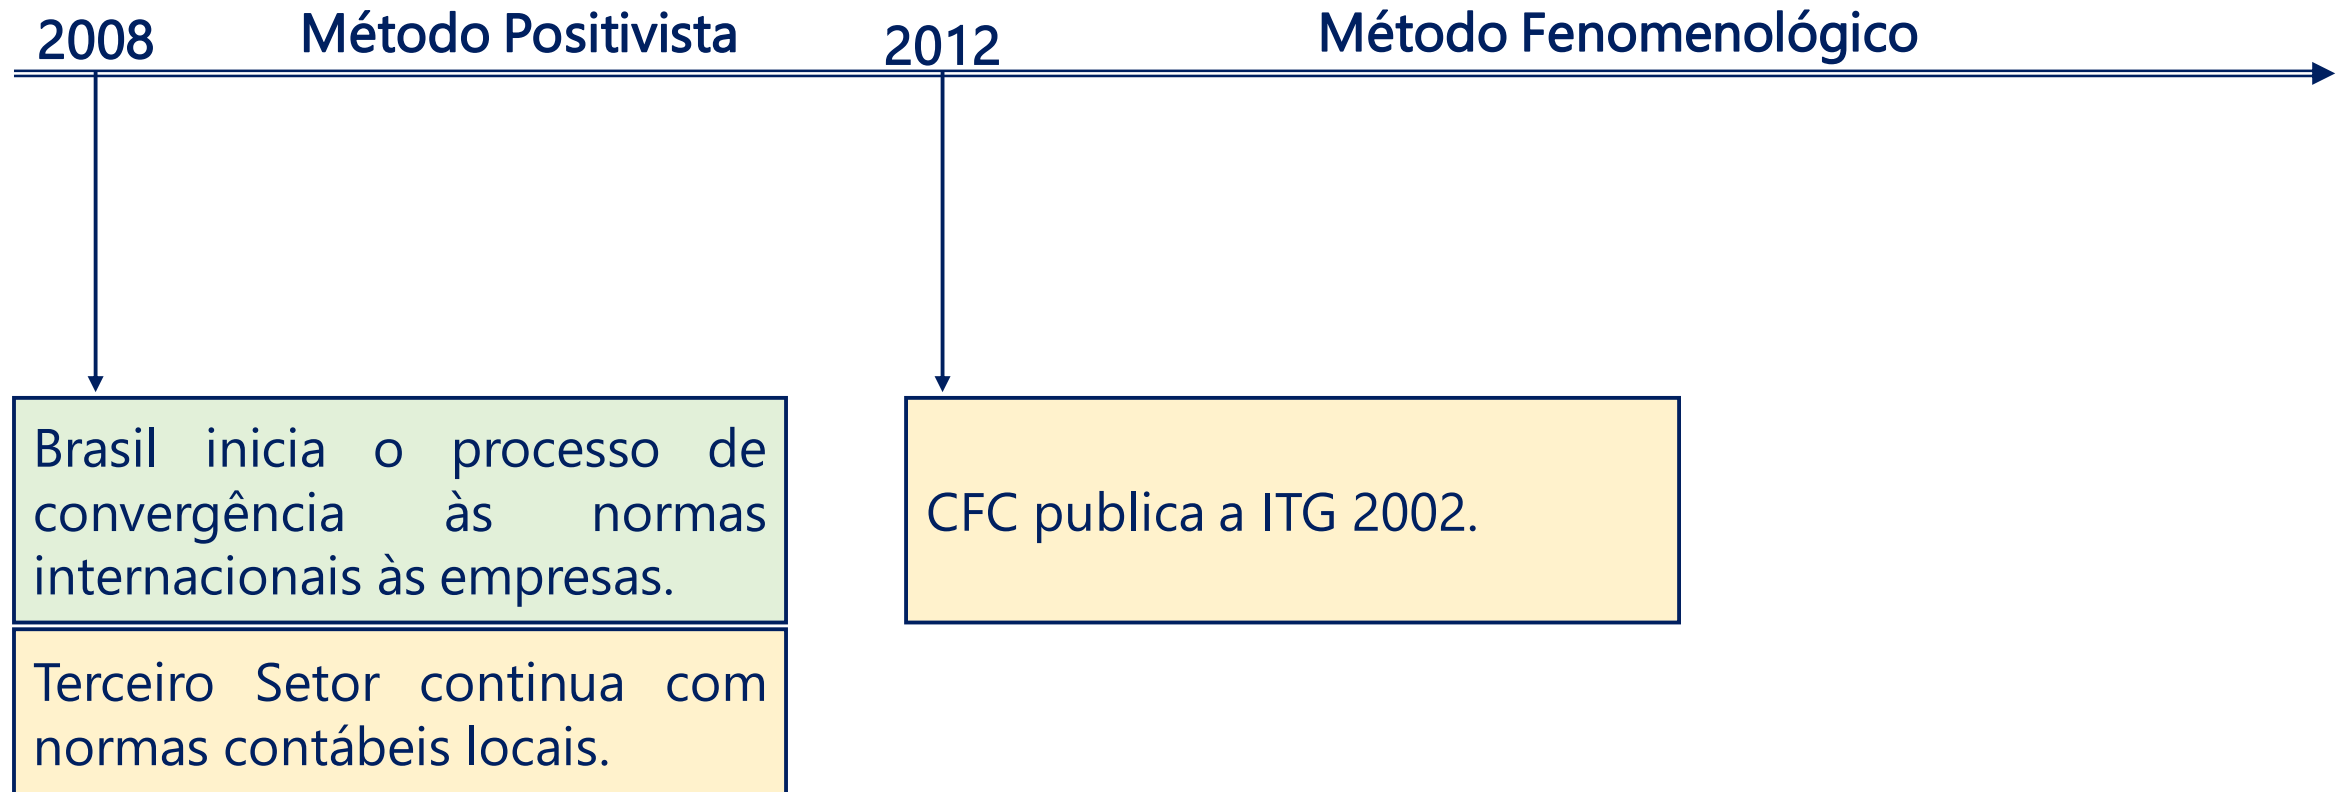 2008
Método Positivista
2012
Método Fenomenológico
Brasil inicia o processo de
convergência às normas
internacionais às empresas.
Terceiro Setor continua com
normas contábeis locais.
CFC publica a ITG 2002.